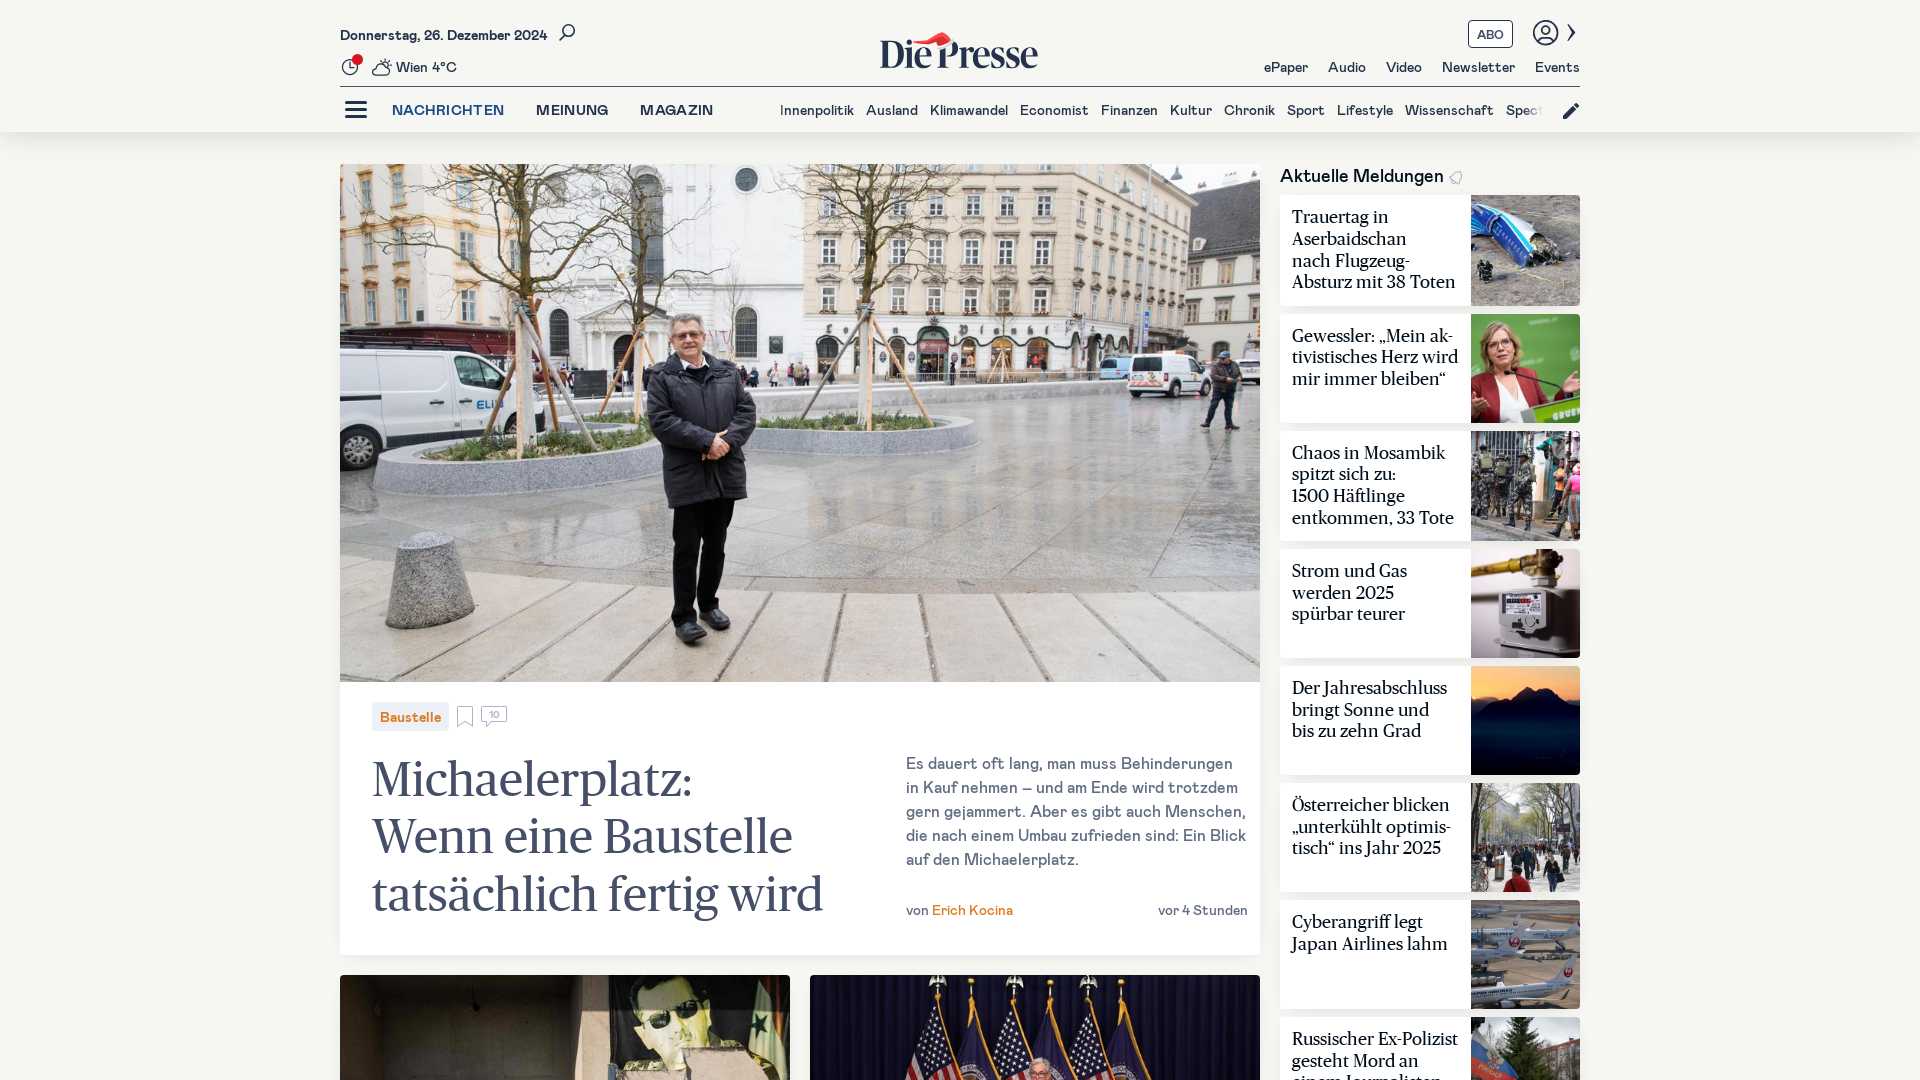 Donnerstag, 26. Dezember 2024
Wien 4°C
Die Presse
ABO
ePaper Audio Video Newsletter Events
NACHRICHTEN MEINUNG MAGAZIN
Innenpolitik Ausland Klimawandel Economist Finanzen Kultur Chronik Sport Lifestyle Wissenschaft
Baustelle
10
Michaelerplatz:
Wenn eine Baustelle
tatsächlich fertig wird
Es dauert oft lang, man muss Behinderungen
in Kauf nehmen – und am Ende wird trotzdem
gern gejammert. Aber es gibt auch Menschen,
die nach einem Umbau zufrieden sind: Ein Blick
auf den Michaelerplatz.
von Erich Kocina
vor 4 Stunden
Aktuelle Meldungen
Trauertag in
Aserbaidschan
nach Flugzeug-
Absturz mit 38 Toten
Gewessler: „Mein ak-
tivistisches Herz wird
mir immer bleiben“
Chaos in Mosambik
spitzt sich zu:
1500 Häftlinge
entkommen, 33 Tote
Strom und Gas
werden 2025
spürbar teurer
Der Jahresabschluss
bringt Sonne und
bis zu zehn Grad
Österreicher blicken
„unterkühlt optimis-
tisch“ ins Jahr 2025
Cyberangriff legt
Japan Airlines lahm
Russischer Ex-Polizist
gesteht Mord an
einem Journalisten